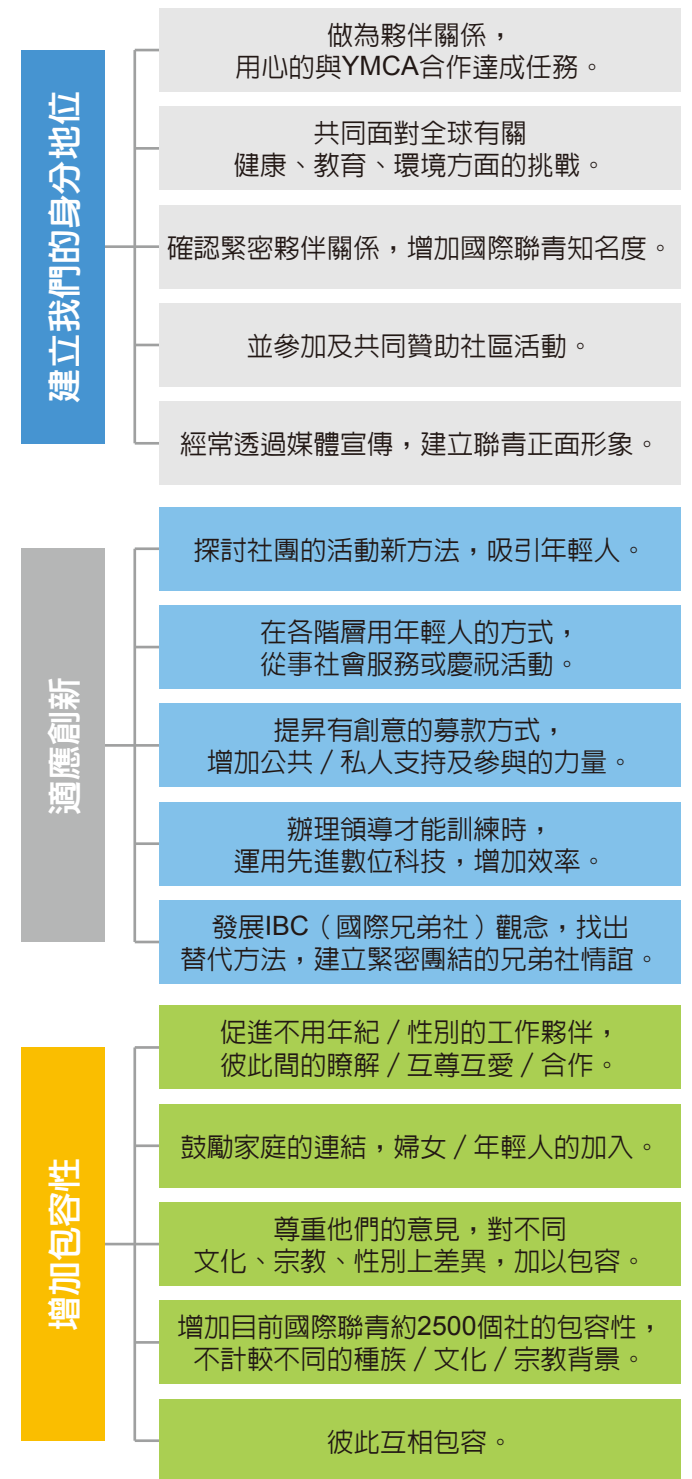 建立我們的身分地位
做為夥伴關係，
用心的與YMCA合作達成任務。
共同面對全球有關
健康、教育、環境方面的挑戰。
確認緊密夥伴關係，增加國際聯青知名度。
並參加及共同贊助社區活動。
經常透過媒體宣傳，建立聯青正面形象。
適應創新
探討社團的活動新方法，吸引年輕人。
在各階層用年輕人的方式，
從事社會服務或慶祝活動。
提昇有創意的募款方式，
增加公共／私人支持及參與的力量。
辦理領導才能訓練時，
運用先進數位科技，增加效率。
發展IBC（國際兄弟社）觀念，找出
替代方法，建立緊密團結的兄弟社情誼。
增加包容性
促進不用年紀／性別的工作夥伴，
彼此間的瞭解／互尊互愛／合作。
鼓勵家庭的連結，婦女／年輕人的加入。
尊重他們的意見，對不同
文化、宗教、性別上差異，加以包容。
增加目前國際聯青約2500個社的包容性，
不計較不同的種族／文化／宗教背景。
彼此互相包容。